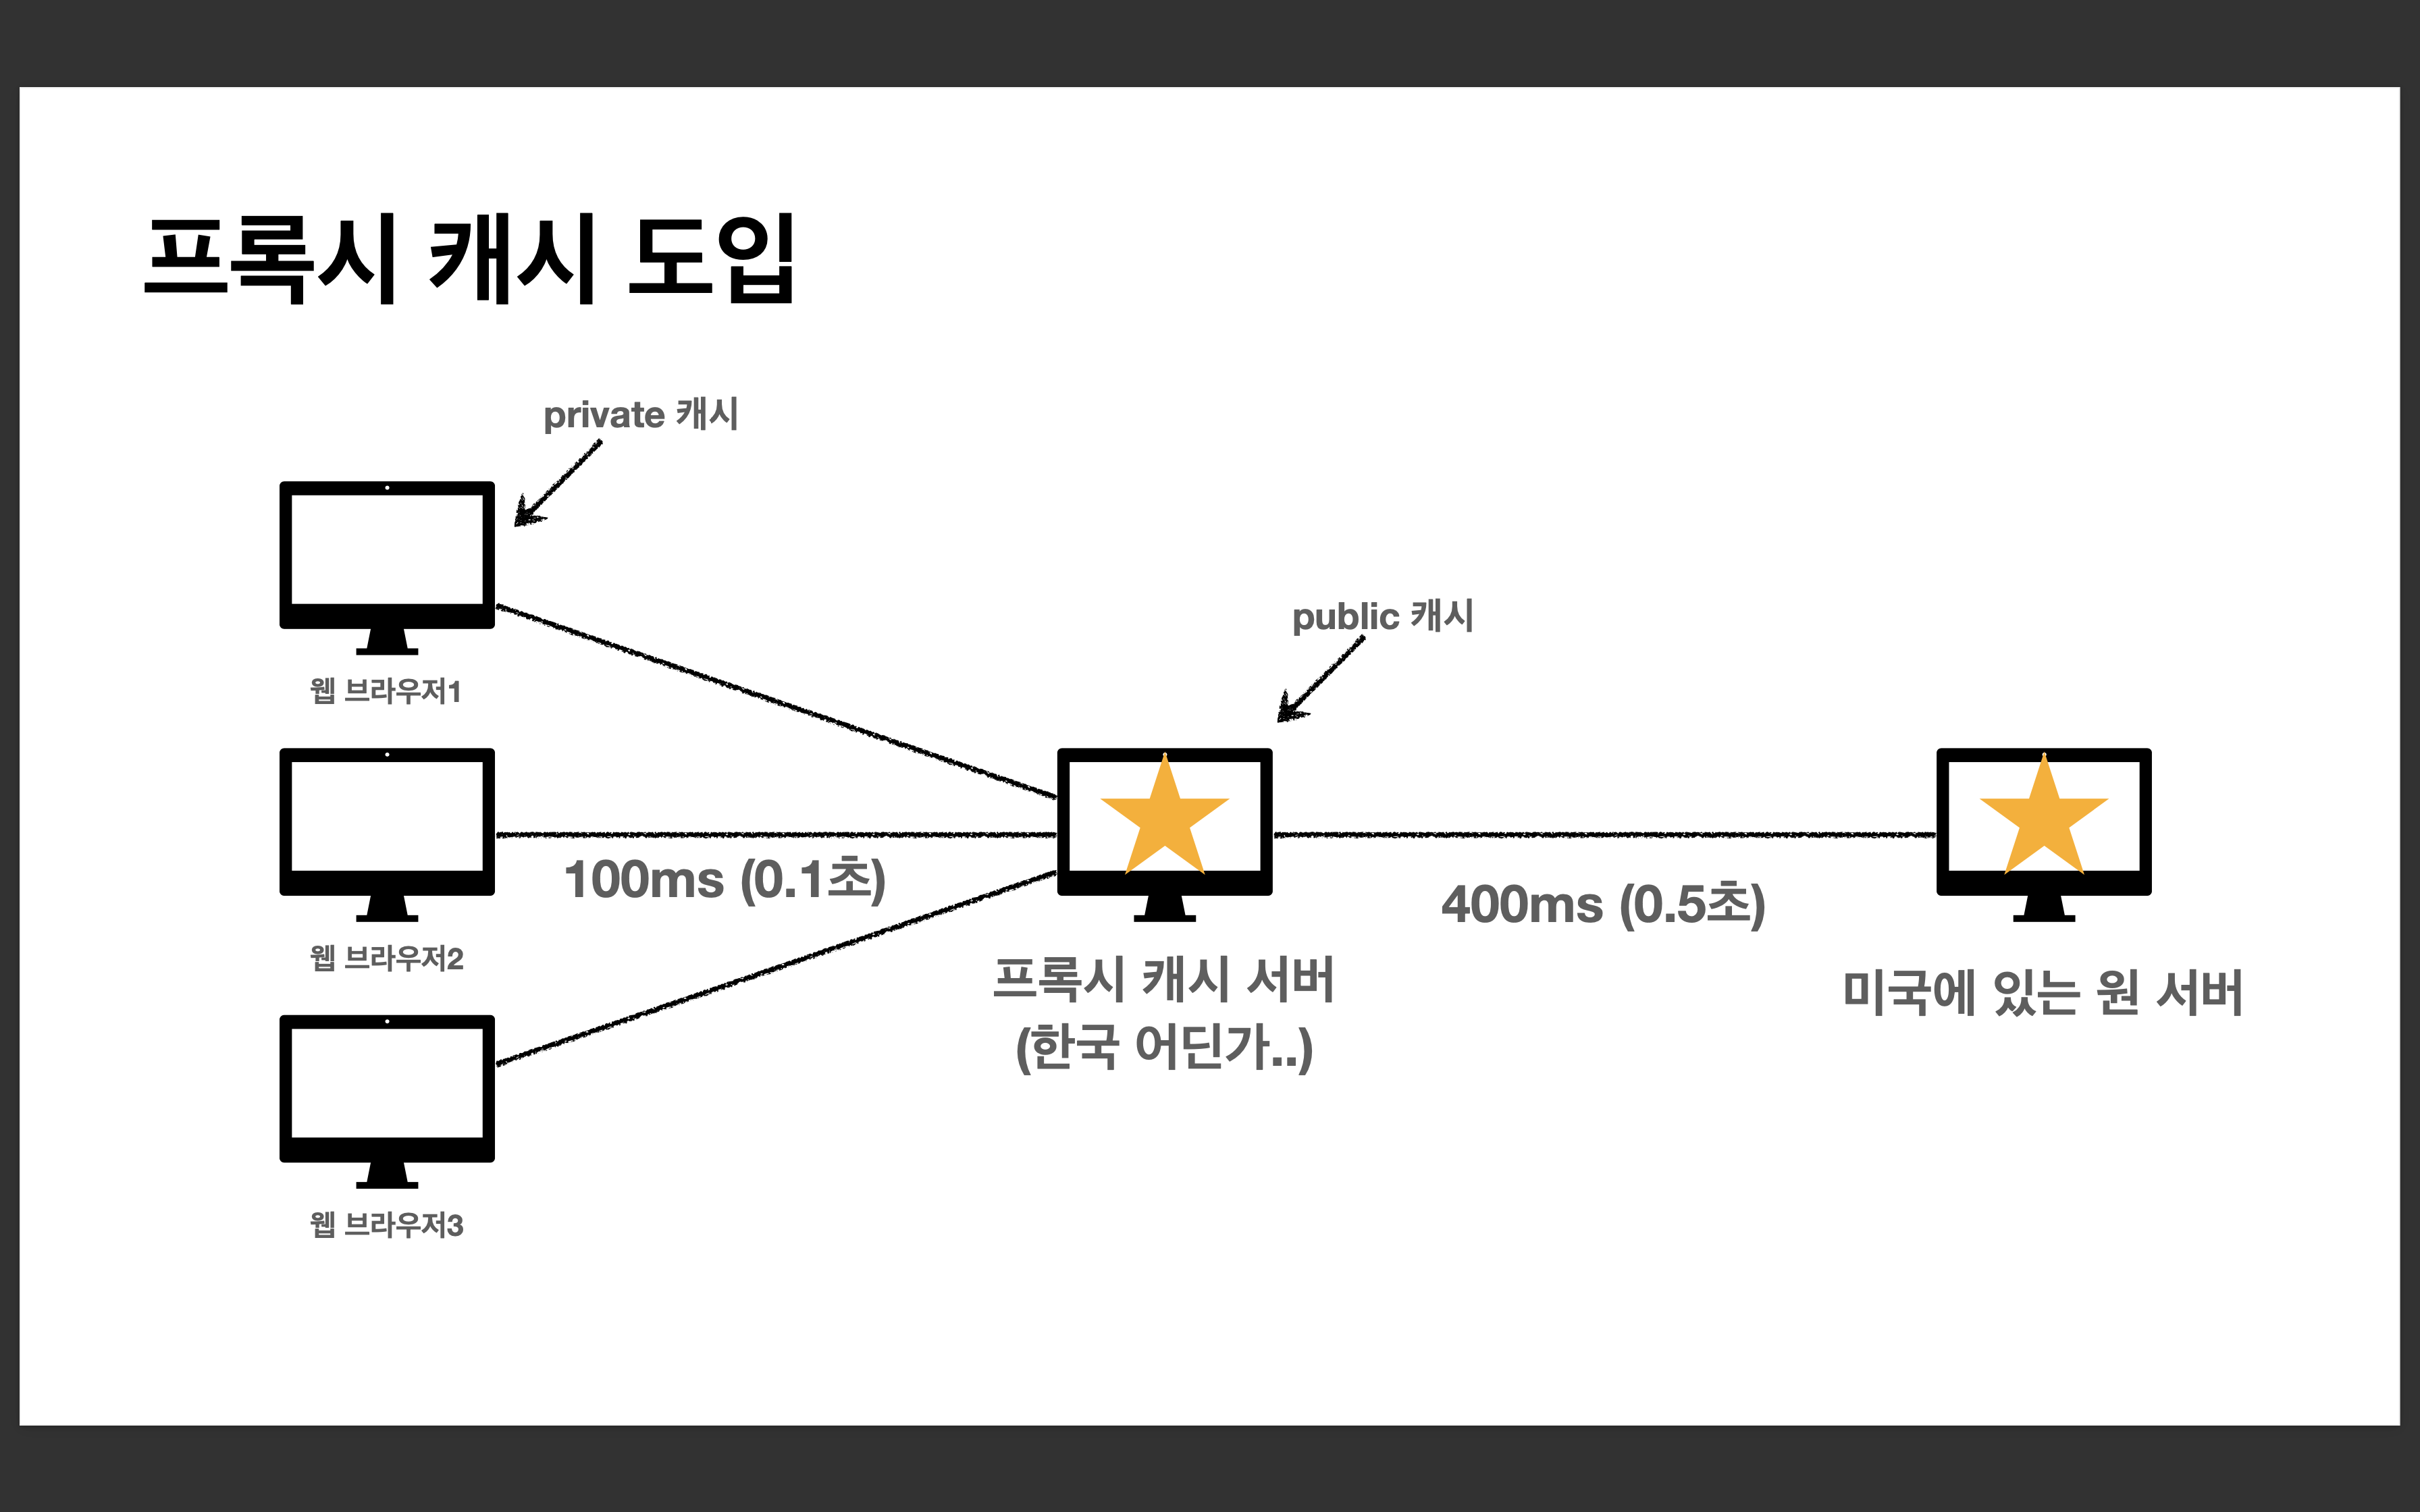 프록시 캐시 도입
private 캐시
public 캐시
웹 브라우저1
웹 브라우저2
100ms (0.1초)
400ms (0.5초)
프록시 캐시 서버
(한국 어딘가..)
미국에 있는 원 서버
웹 브라우저3